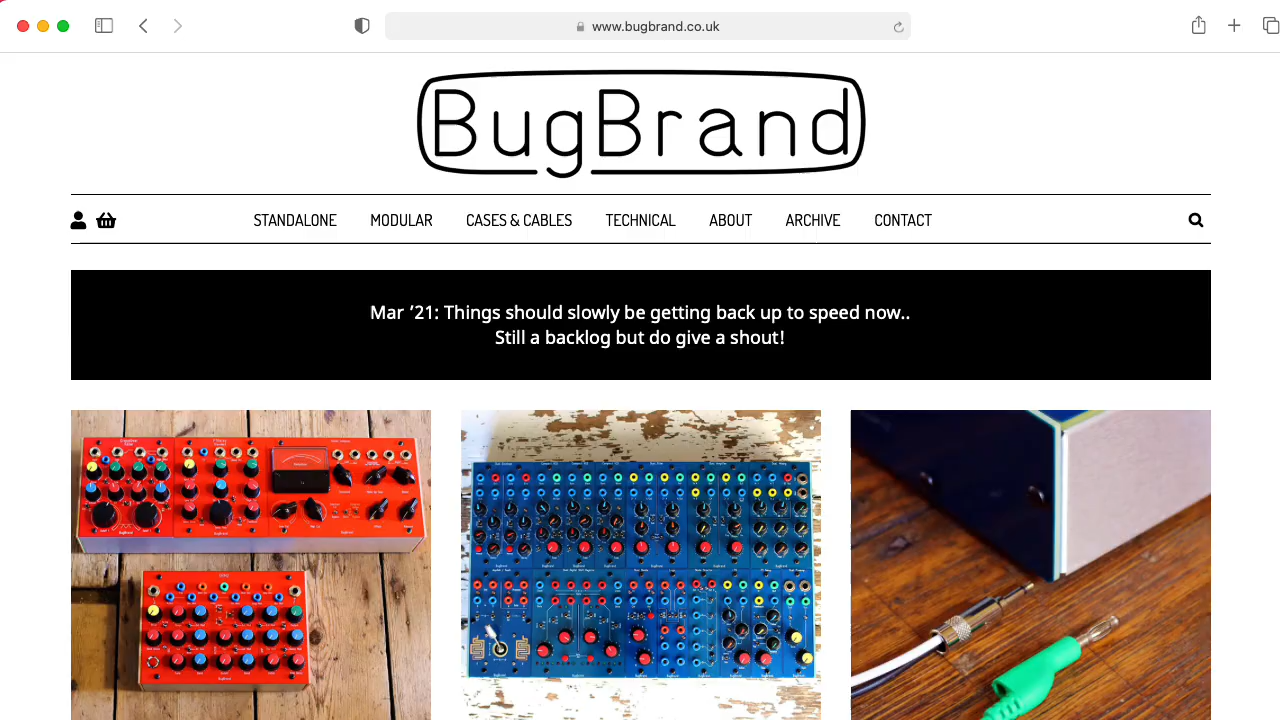 www.bugbrand.co.uk
BugBrand
STANDALONE MODULAR CASES & CABLES TECHNICAL ABOUT ARCHIVE CONTACT
Mar ’21: Things should slowly be getting back up to speed now..
Still a backlog but do give a shout!